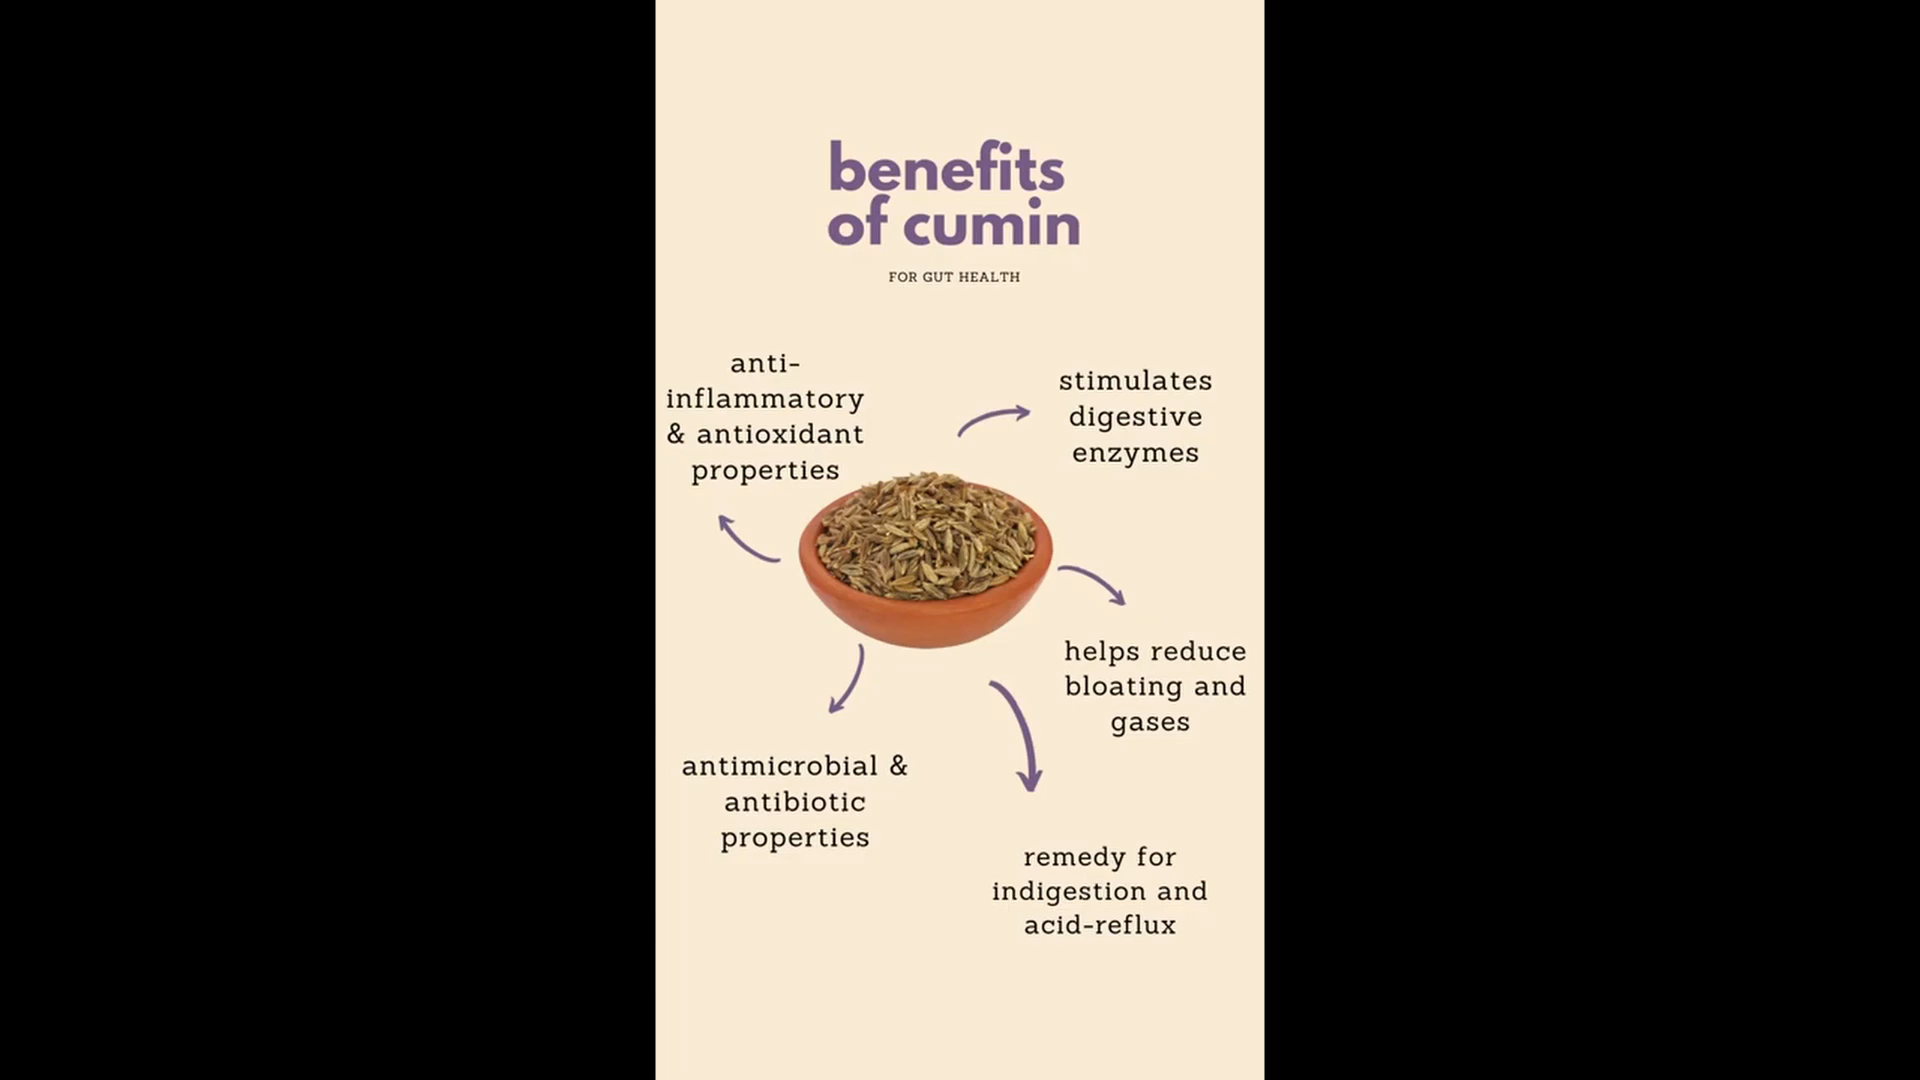 benefits
of cumin
FOR GUT HEALTH
anti-
inflammatory
& antioxidant
properties
stimulates
digestive
enzymes
helps reduce
bloating and
gases
antimicrobial &
antibiotic
properties
remedy for
indigestion and
acid-reflux